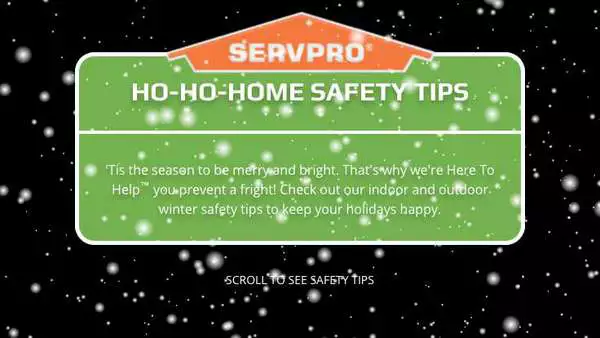 SERVPRO®
HO-HO-HOME SAFETY TIPS
'Tis the season to be merry and bright. That's why we're Here To
Help™ you prevent a fright! Check out our indoor and outdoor
winter safety tips to keep your holidays happy.
SCROLL TO SEE SAFETY TIPS